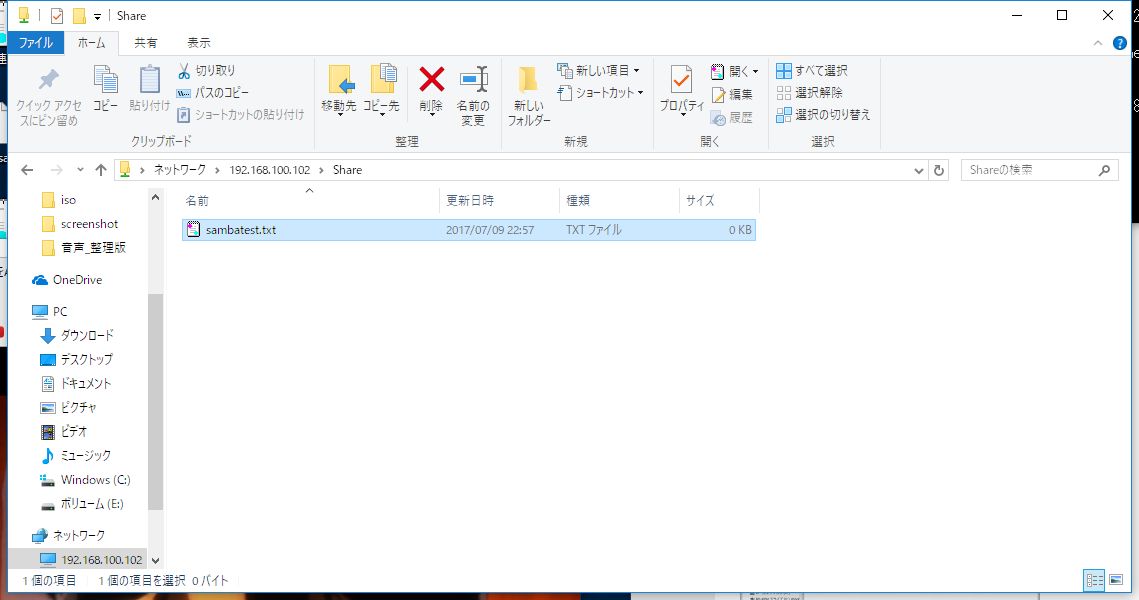 Share
ファイル ホーム 共有 表示
クイック アクセスにピン留め
コピー
貼り付け
切り取り
パスのコピー
ショートカットの貼り付け
クリップボード
移動先
コピー先
削除
名前の変更
整理
新しいフォルダー
新しい項目
ショートカット
新規
プロパティ
開く
編集
履歴
開く
すべて選択
選択解除
選択の切り替え
選択
ネットワーク 192.168.100.102 Share
Shareの検索
iso
screenshot
音声_整理版
OneDrive
PC
ダウンロード
デスクトップ
ドキュメント
ピクチャ
ビデオ
ミュージック
Windows (C:)
ボリューム (E:)
ネットワーク
192.168.100.102
名前 更新日時 種類 サイズ
sambatest.txt 2017/07/09 22:57 TXT ファイル 0 KB
1 個の項目 1 個の項目を選択 0 バイト